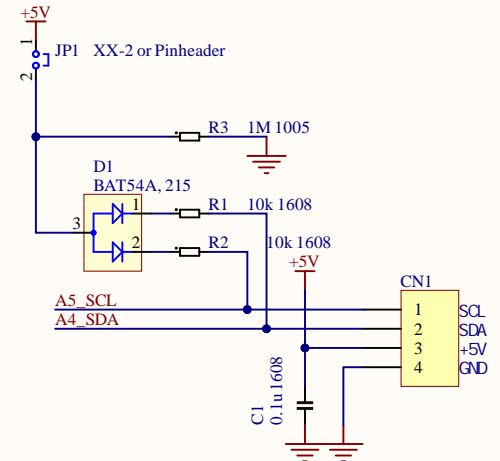 +5V
1
JP1 XX-2 or Pinheader
2
R3 1M 1005
D1
BAT54A, 215
3
1
R1 10k 1608
2
R2 10k 1608
+5V
CN1
A5_SCL
1 SCL
A4_SDA
2 SDA
3 +5V
4 GND
C1
0.1u 1608